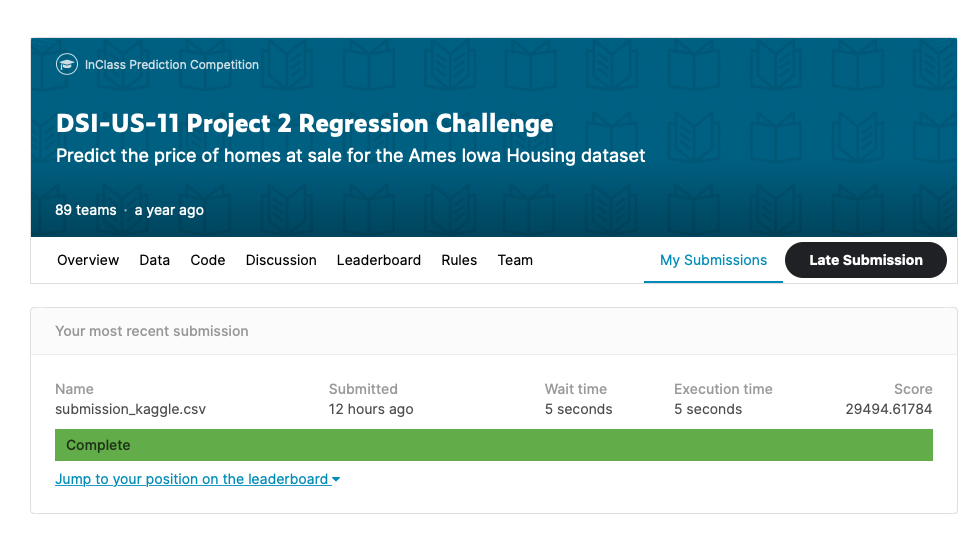 InClass Prediction Competition
DSI-US-11 Project 2 Regression Challenge
Predict the price of homes at sale for the Ames Iowa Housing dataset
89 teams · a year ago
Overview Data Code Discussion Leaderboard Rules Team My Submissions Late Submission
Your most recent submission
Name Submitted Wait time Execution time Score
submission_kaggle.csv 12 hours ago 5 seconds 5 seconds 29494.61784
Complete
Jump to your position on the leaderboard